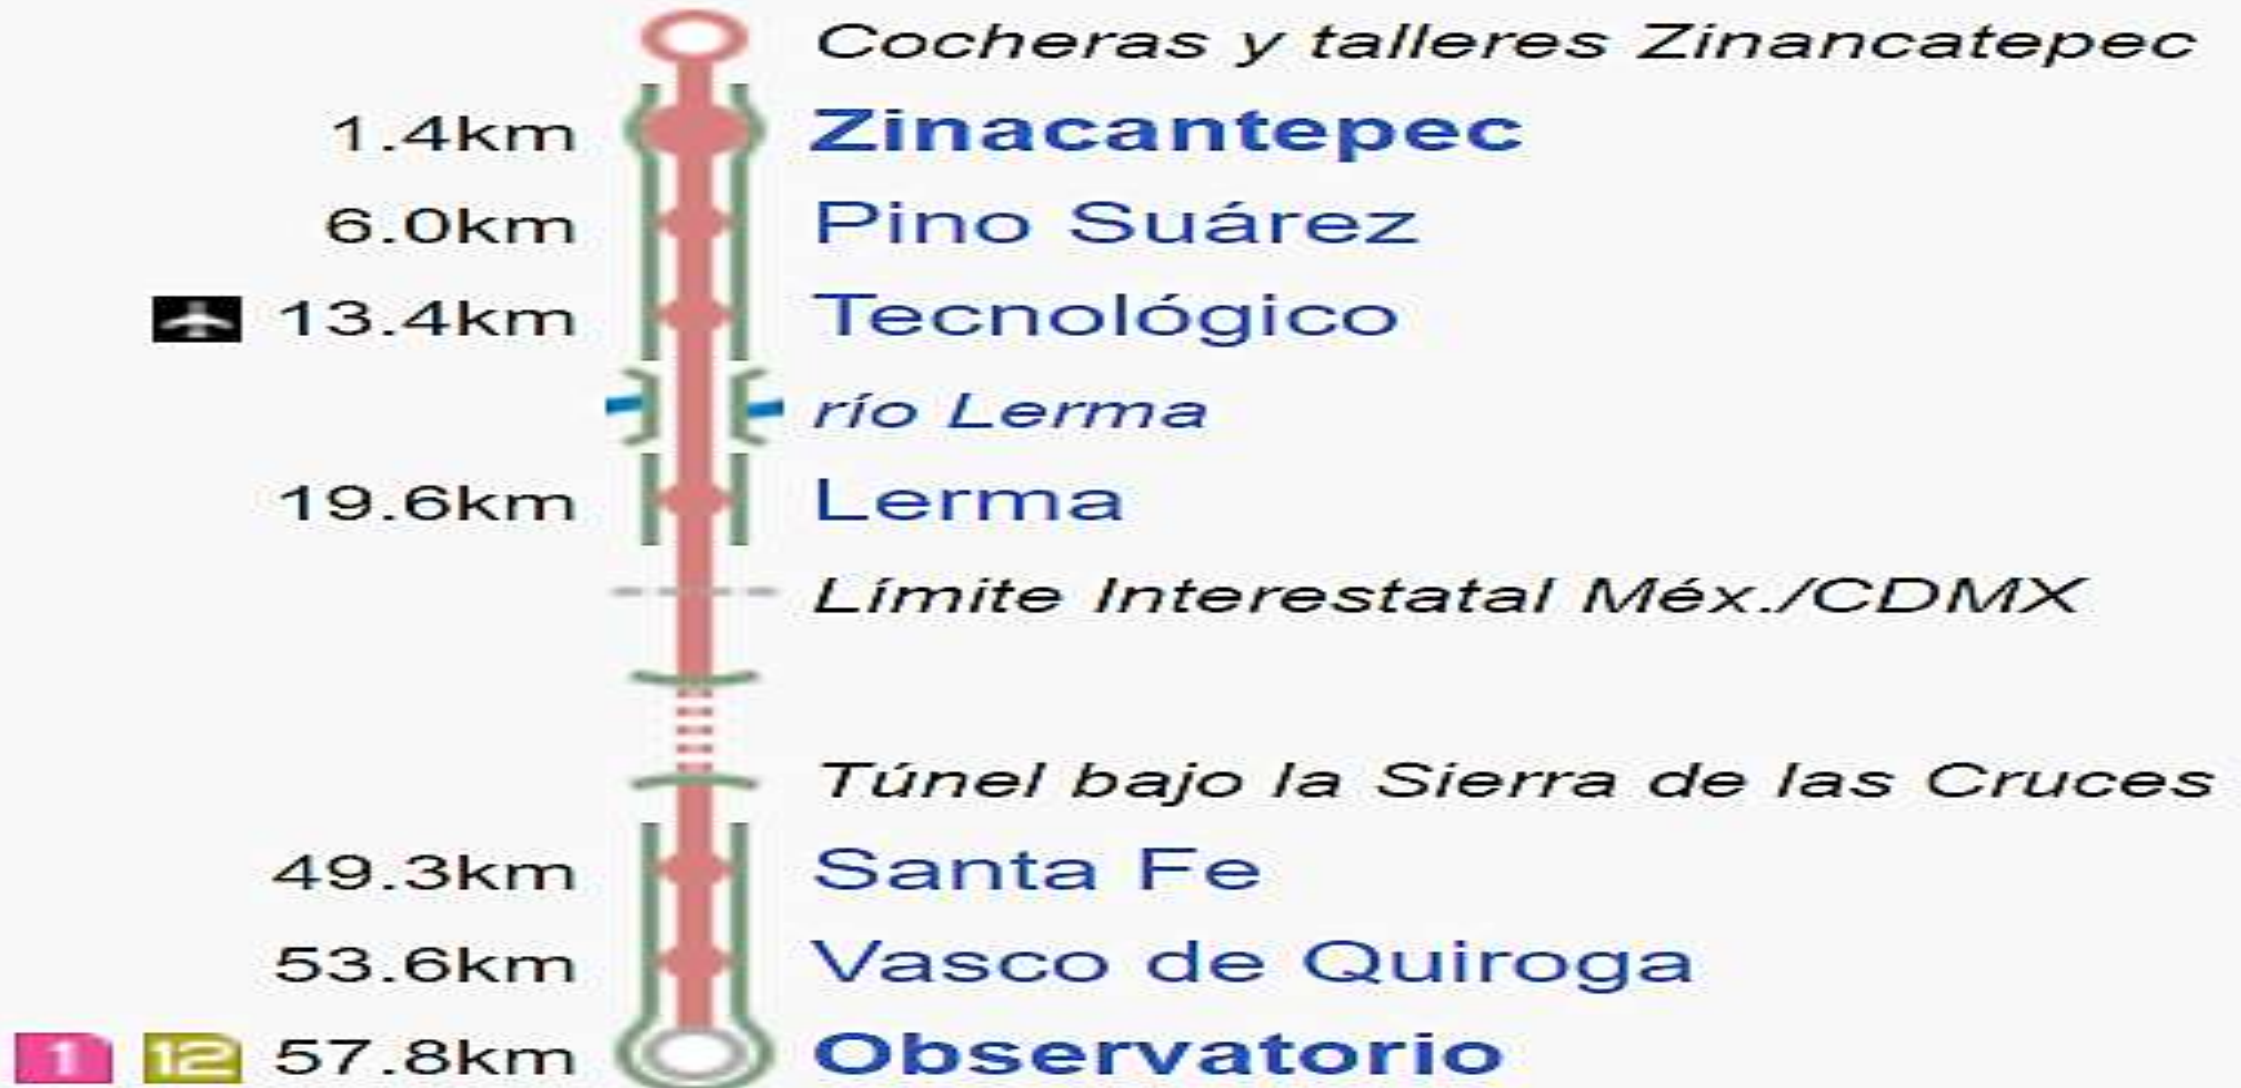 Cocheras y talleres Zinancatepec
1.4km Zinacantepec
6.0km Pino Suárez
13.4km Tecnológico
río Lerma
19.6km Lerma
Límite Interestatal Méx./CDMX
Túnel bajo la Sierra de las Cruces
49.3km Santa Fe
53.6km Vasco de Quiroga
1 12 57.8km Observatorio